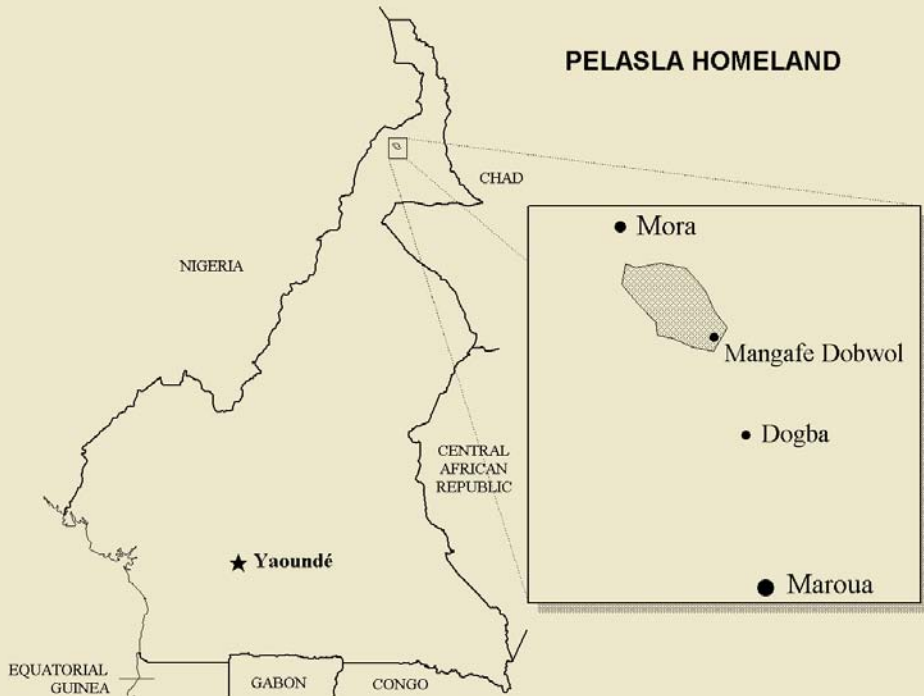 PELASLA HOMELAND
CHAD
Mora
NIGERIA
Mangafe Dobwol
Dogba
CENTRAL
AFRICAN
REPUBLIC
Yaoundé
Maroua
EQUATORIAL
GUINEA
GABON
CONGO